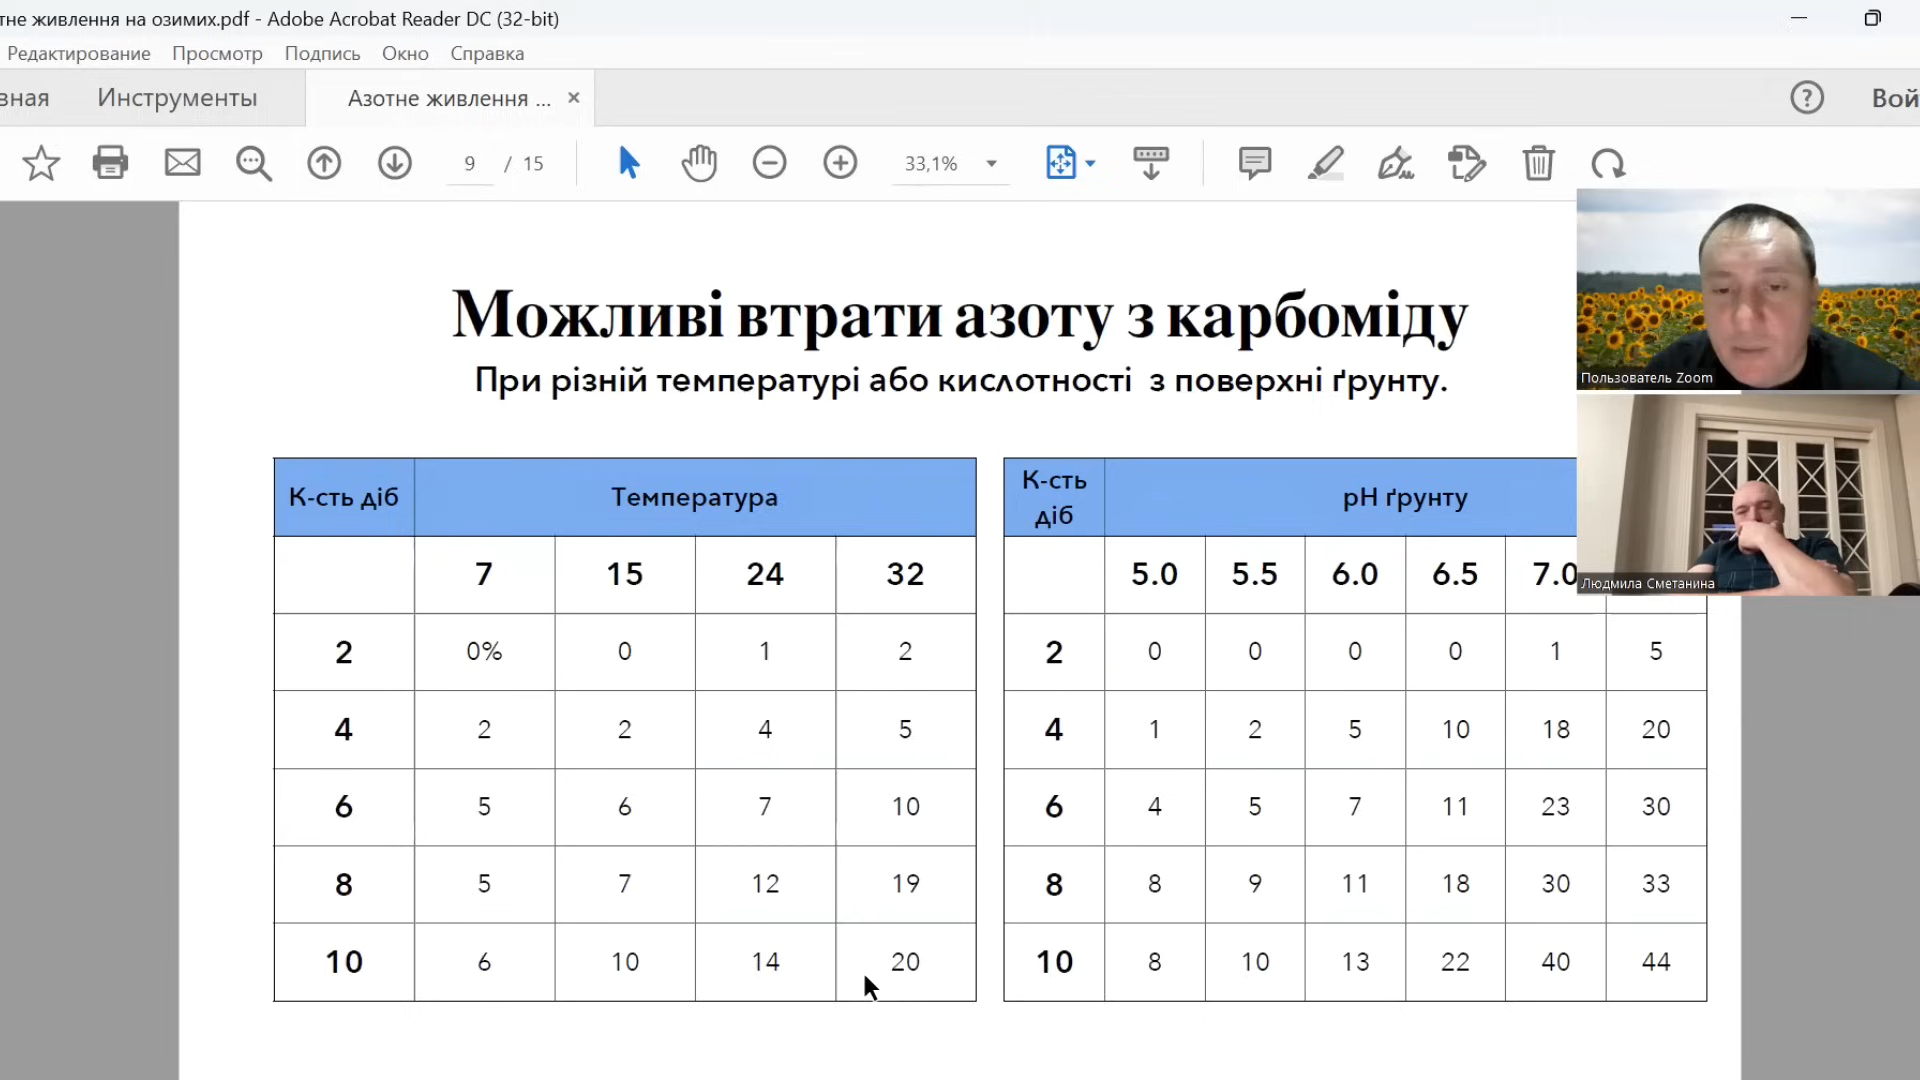 тне живлення на озимих.pdf - Adobe Acrobat Reader DC (32-bit)
Редактирование Просмотр Подпись Окно Справка
вная Инструменты Азотне живлення ... × ? Вой
9 / 15 33,1%
Можливі втрати азоту з карбоміду
При різній температурі або кислотності з поверхні ґрунту.
К-сть діб Температура
7 15 24 32
2 0% 0 1 2
4 2 2 4 5
6 5 6 7 10
8 5 7 12 19
10 6 10 14 20
К-сть діб pH ґрунту
5.0 5.5 6.0 6.5 7.0
2 0 0 0 0 1 5
4 1 2 5 10 18 20
6 4 5 7 11 23 30
8 8 9 11 18 30 33
10 8 10 13 22 40 44
Пользователь Zoom
Людмила Сметанина